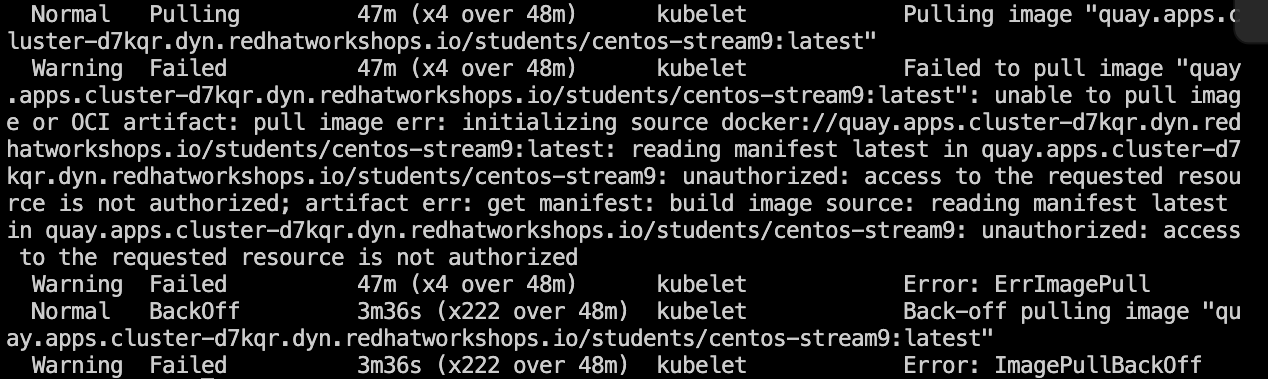 Normal Pulling 47m (x4 over 48m) kubelet Pulling image "quay.apps.c
luster-d7kqr.dyn.redhatworkshops.io/students/centos-stream9:latest"
Warning Failed 47m (x4 over 48m) kubelet Failed to pull image "quay
.apps.cluster-d7kqr.dyn.redhatworkshops.io/students/centos-stream9:latest": unable to pull imag
e or OCI artifact: pull image err: initializing source docker://quay.apps.cluster-d7kqr.dyn.red
hatworkshops.io/students/centos-stream9:latest: reading manifest latest in quay.apps.cluster-d7
kqr.dyn.redhatworkshops.io/students/centos-stream9: unauthorized: access to the requested resou
rce is not authorized; artifact err: get manifest: build image source: reading manifest latest
in quay.apps.cluster-d7kqr.dyn.redhatworkshops.io/students/centos-stream9: unauthorized: access
to the requested resource is not authorized
Warning Failed 47m (x4 over 48m) kubelet Error: ErrImagePull
Normal BackOff 3m36s (x222 over 48m) kubelet Back-off pulling image "qu
ay.apps.cluster-d7kqr.dyn.redhatworkshops.io/students/centos-stream9:latest"
Warning Failed 3m36s (x222 over 48m) kubelet Error: ImagePullBackOff